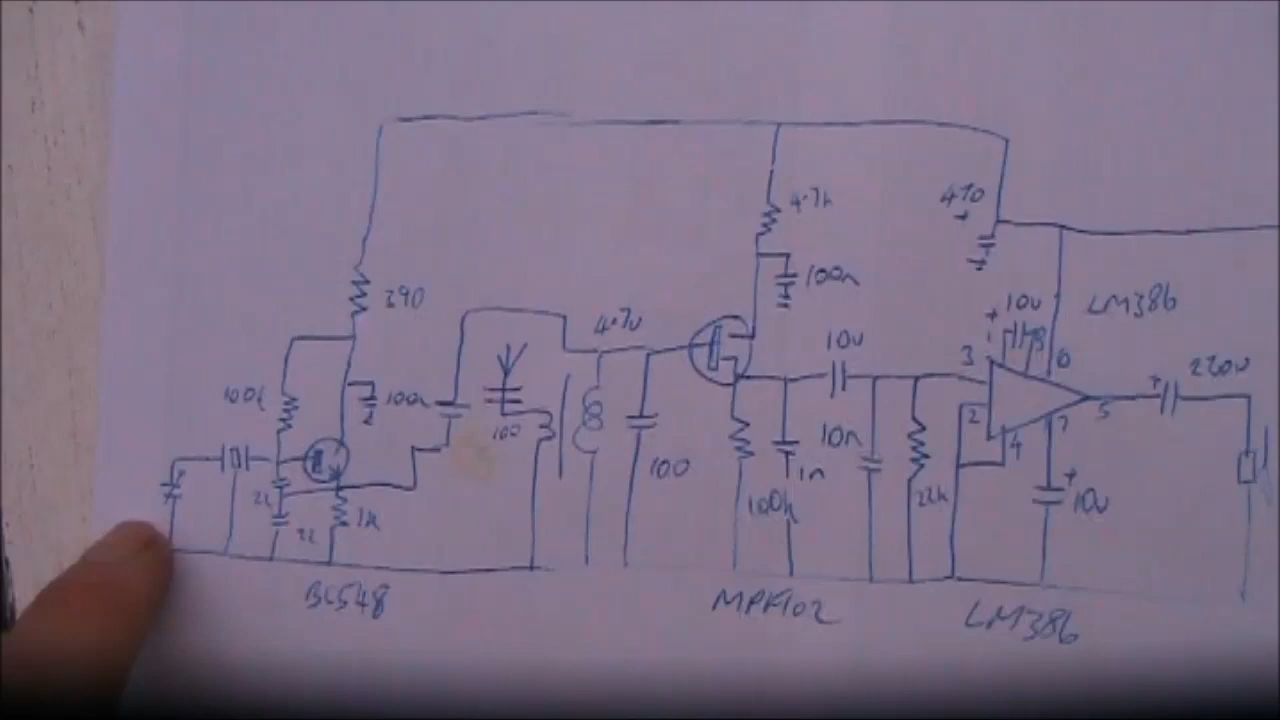 4.7k
470
+
100n
+
10u
LM386
390
4.7u
10u
3
6
+
220u
100k
100n
100
2
5
10n
4
7
100
1n
+
22
100k
22k
10u
1k
22
BC548
MPF102
LM386